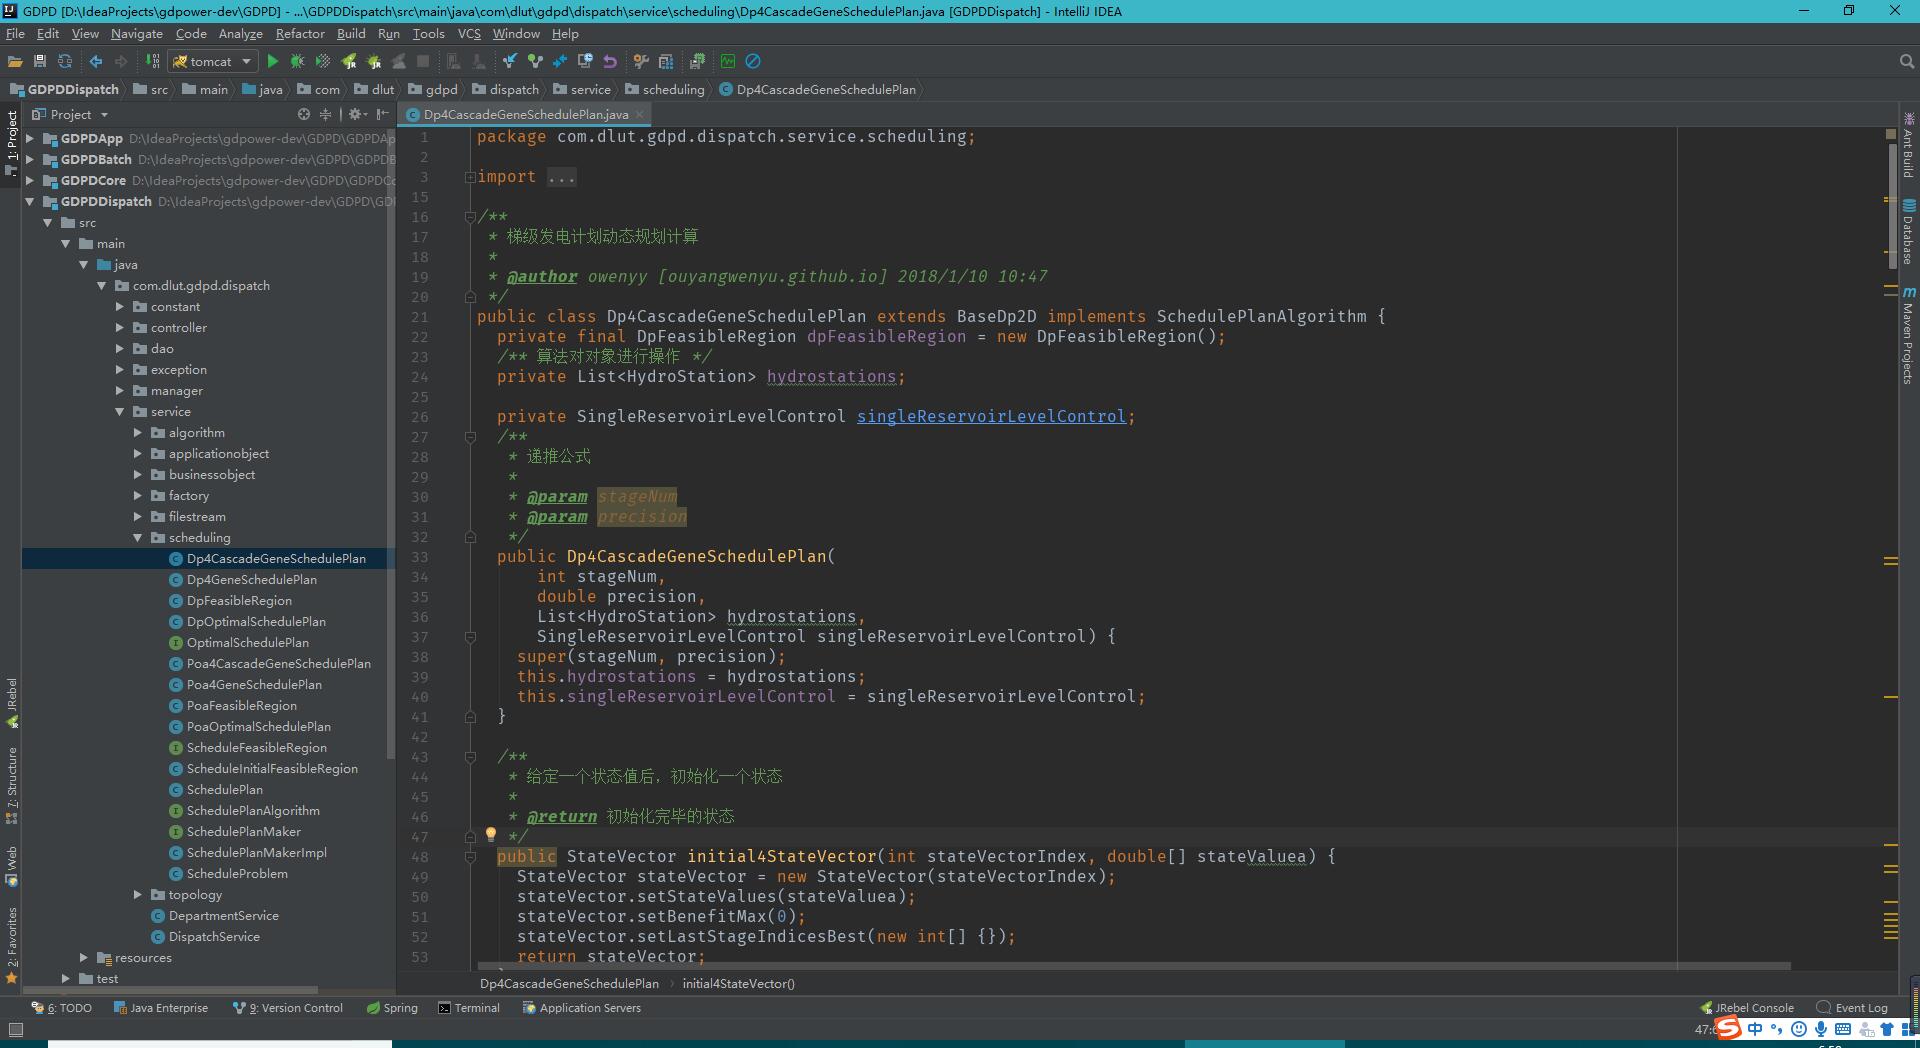 GDPD [D:\IdeaProjects\gdpower-dev\GDPD] - ...\GDPDDispatch\src\main\java\com\dlut\gdpd\dispatch\service\scheduling\Dp4CascadeGeneSchedulePlan.java [GDPDDispatch] - IntelliJ IDEA
File Edit View Navigate Code Analyze Refactor Build Run Tools VCS Window Help
tomcat
GDPDDispatch src main java com dlut gdpd dispatch service scheduling Dp4CascadeGeneSchedulePlan
Project
Dp4CascadeGeneSchedulePlan.java
1: Project
JRebel
7: Structure
Web
2: Favorites
GDPDApp D:\IdeaProjects\gdpower-dev\GDPD\GDPDAp
GDPDBatch D:\IdeaProjects\gdpower-dev\GDPD\GDPDB
GDPDCore D:\IdeaProjects\gdpower-dev\GDPD\GDPDCo
GDPDDispatch D:\IdeaProjects\gdpower-dev\GDPD\GD
src
main
java
com.dlut.gdpd.dispatch
constant
controller
dao
exception
manager
service
algorithm
applicationobject
businessobject
factory
filestream
scheduling
Dp4CascadeGeneSchedulePlan
Dp4GeneSchedulePlan
DpFeasibleRegion
DpOptimalSchedulePlan
OptimalSchedulePlan
Poa4CascadeGeneSchedulePlan
Poa4GeneSchedulePlan
PoaFeasibleRegion
PoaOptimalSchedulePlan
ScheduleFeasibleRegion
ScheduleInitialFeasibleRegion
SchedulePlan
SchedulePlanAlgorithm
SchedulePlanMaker
SchedulePlanMakerImpl
ScheduleProblem
topology
DepartmentService
DispatchService
resources
test
1 package com.dlut.gdpd.dispatch.service.scheduling;
2
3 import ...
15
16 /**
17 * 梯级发电计划动态规划计算
18 *
19 * @author owenyy [ouyangwenyu.github.io] 2018/1/10 10:47
20 */
21 public class Dp4CascadeGeneSchedulePlan extends BaseDp2D implements SchedulePlanAlgorithm {
22 private final DpFeasibleRegion dpFeasibleRegion = new DpFeasibleRegion();
23 /** 算法对对象进行操作 */
24 private List<HydroStation> hydrostations;
25
26 private SingleReservoirLevelControl singleReservoirLevelControl;
27 /**
28 * 递推公式
29 *
30 * @param stageNum
31 * @param precision
32 */
33 public Dp4CascadeGeneSchedulePlan(
34 int stageNum,
35 double precision,
36 List<HydroStation> hydrostations,
37 SingleReservoirLevelControl singleReservoirLevelControl) {
38 super(stageNum, precision);
39 this.hydrostations = hydrostations;
40 this.singleReservoirLevelControl = singleReservoirLevelControl;
41 }
42
43 /**
44 * 给定一个状态值后，初始化一个状态
45 *
46 * @return 初始化完毕的状态
47 */
48 public StateVector initial4StateVector(int stateVectorIndex, double[] stateValuea) {
49 StateVector stateVector = new StateVector(stateVectorIndex);
50 stateVector.setStateValues(stateValuea);
51 stateVector.setBenefitMax(0);
52 stateVector.setLastStageIndicesBest(new int[] {});
53 return stateVector;
Dp4CascadeGeneSchedulePlan initial4StateVector()
Ant Build
Database
Maven Projects
6: TODO Java Enterprise 9: Version Control Spring Terminal Application Servers JRebel Console Event Log
中